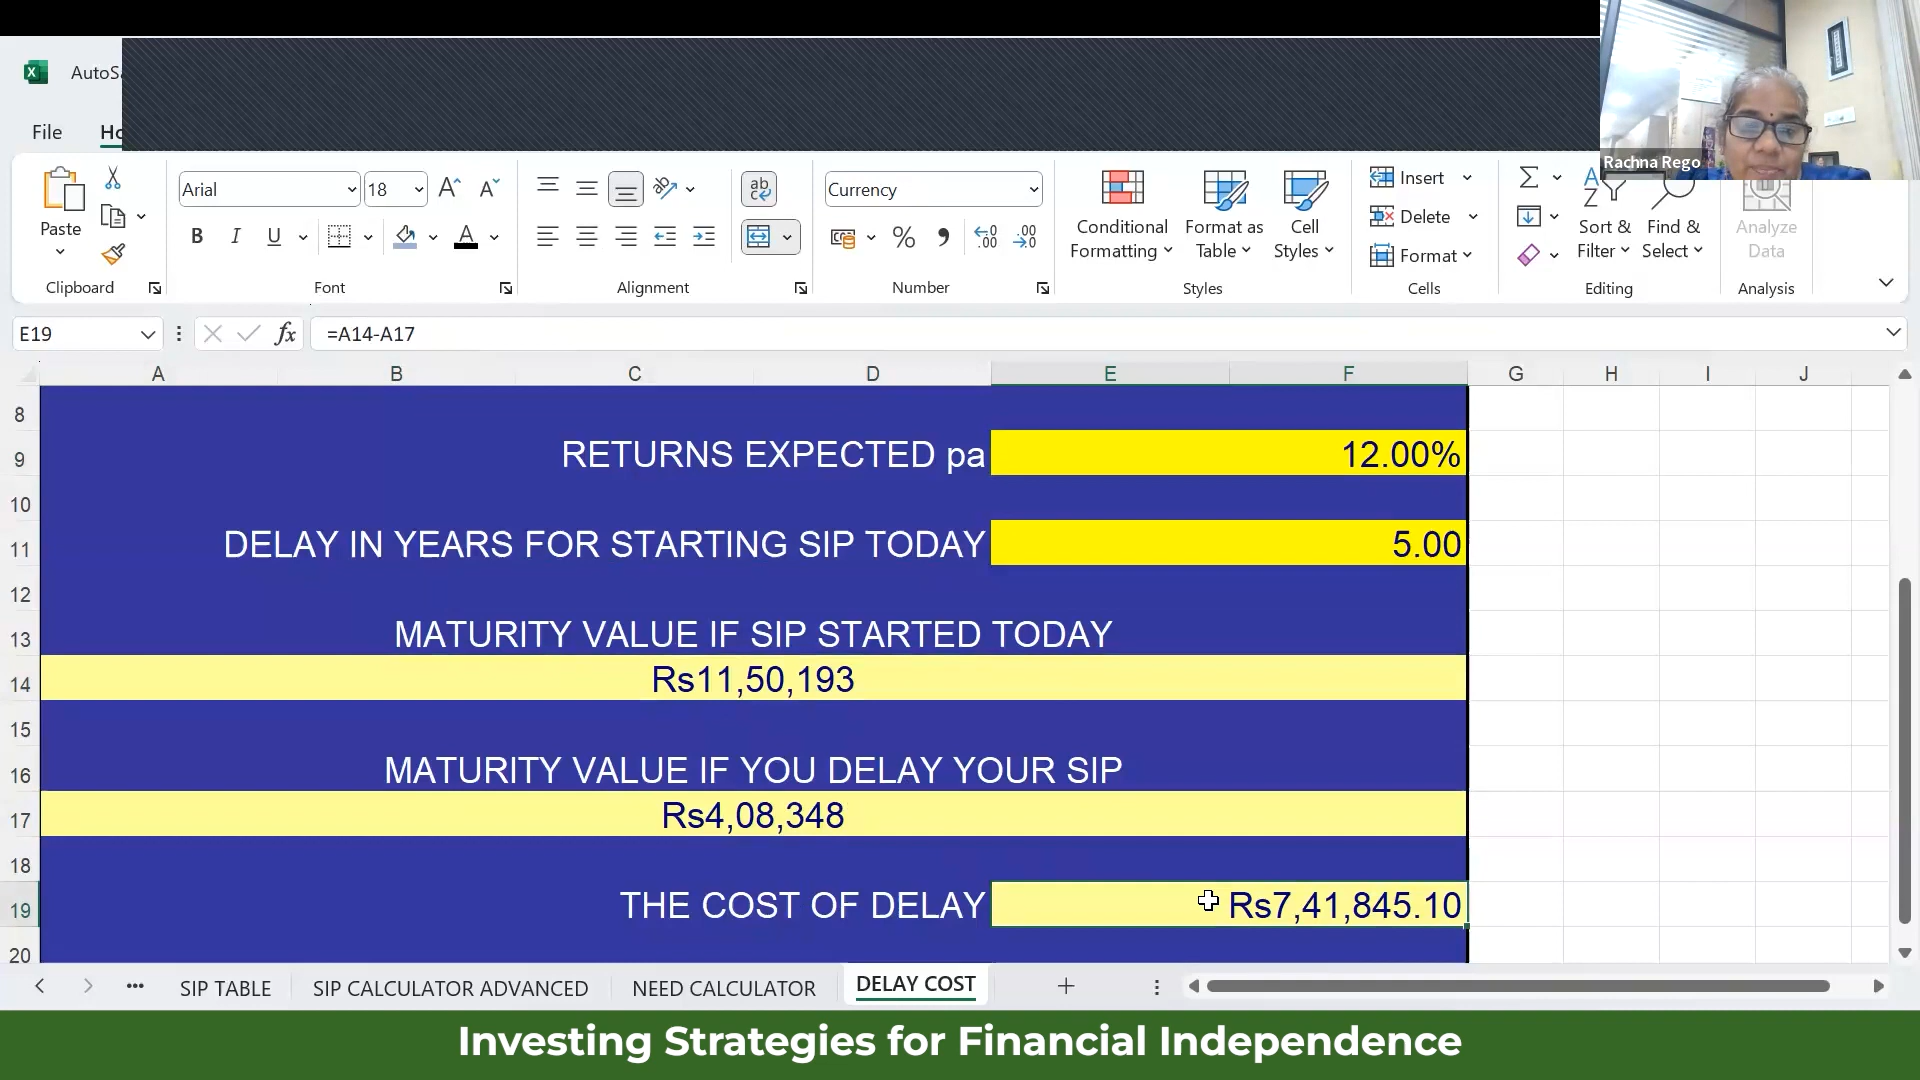 AutoS
Rachna Rego
File
Ho
Paste
Clipboard
Arial
18
B I U
Font
ab
Alignment
Currency
Number
Conditional
Formatting
Format as
Table
Cell
Styles
Styles
Insert
Delete
Format
Cells
Sort &
Filter
Find &
Select
Editing
Analyze
Data
Analysis
E19
fx
=A14-A17
A B C D E F G H I J
8
9 RETURNS EXPECTED pa 12.00%
10
11 DELAY IN YEARS FOR STARTING SIP TODAY 5.00
12
13 MATURITY VALUE IF SIP STARTED TODAY
14 Rs11,50,193
15
16 MATURITY VALUE IF YOU DELAY YOUR SIP
17 Rs4,08,348
18
19 THE COST OF DELAY Rs7,41,845.10
20
SIP TABLE SIP CALCULATOR ADVANCED NEED CALCULATOR DELAY COST
Investing Strategies for Financial Independence